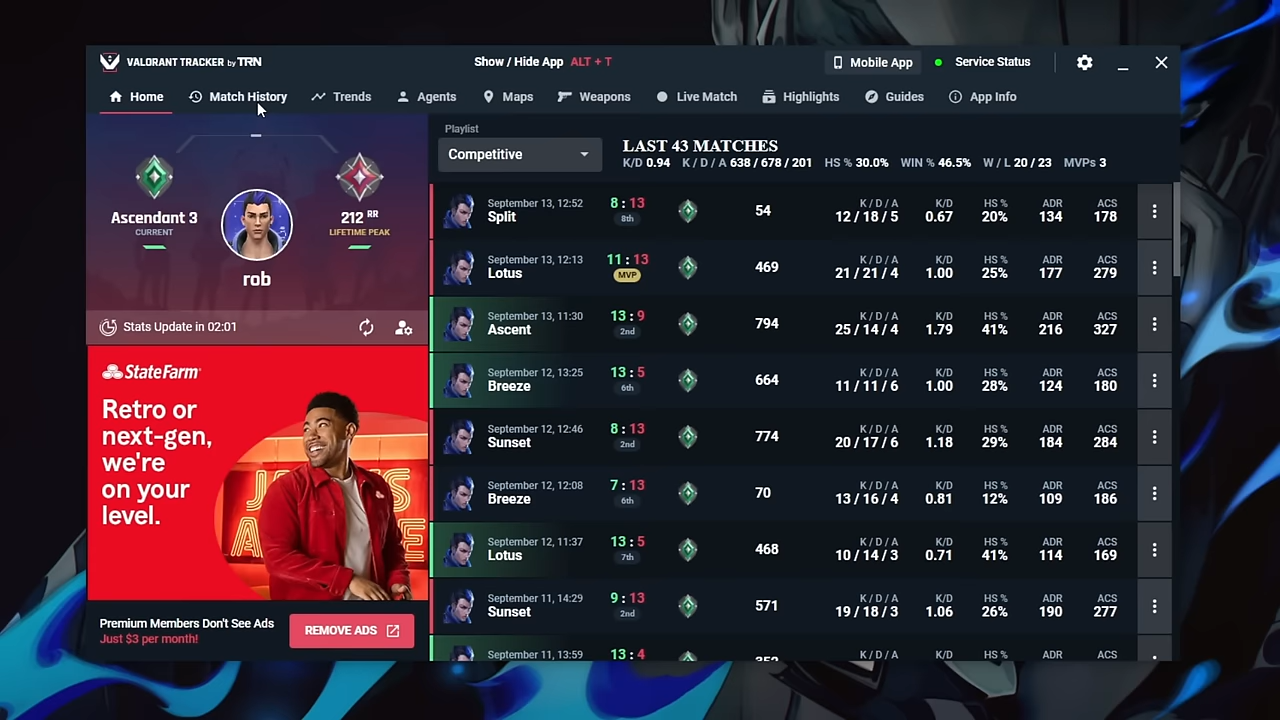 VALORANT TRACKER by TRN
Show / Hide App ALT + T
Mobile App
Service Status
Home
Match History
Trends
Agents
Maps
Weapons
Live Match
Highlights
Guides
App Info
Ascendant 3
CURRENT
212 RR
LIFETIME PEAK
rob
Stats Update in 02:01
StateFarm
Retro or
next-gen,
we're
on your
level.
Premium Members Don't See Ads
Just $3 per month!
REMOVE ADS
Playlist
Competitive
LAST 43 MATCHES
K/D 0.94 K / D / A 638 / 678 / 201 HS % 30.0% WIN % 46.5% W / L 20 / 23 MVPs 3
September 13, 12:52 8 : 13 K / D / A K/D HS % ADR ACS
Split 8th 54 12 / 18 / 5 0.67 20% 134 178
September 13, 12:13 11 : 13 K / D / A K/D HS % ADR ACS
Lotus MVP 469 21 / 21 / 4 1.00 25% 177 279
September 13, 11:30 13 : 9 K / D / A K/D HS % ADR ACS
Ascent 2nd 794 25 / 14 / 4 1.79 41% 216 327
September 12, 13:25 13 : 5 K / D / A K/D HS % ADR ACS
Breeze 6th 664 11 / 11 / 6 1.00 28% 124 180
September 12, 12:46 8 : 13 K / D / A K/D HS % ADR ACS
Sunset 2nd 774 20 / 17 / 6 1.18 29% 184 284
September 12, 12:08 7 : 13 K / D / A K/D HS % ADR ACS
Breeze 6th 70 13 / 16 / 4 0.81 12% 109 186
September 12, 11:37 13 : 5 K / D / A K/D HS % ADR ACS
Lotus 7th 468 10 / 14 / 3 0.71 41% 114 169
September 11, 14:29 9 : 13 K / D / A K/D HS % ADR ACS
Sunset 2nd 571 19 / 18 / 3 1.06 26% 190 277
September 11, 13:59 13 : 4 K / D / A K/D HS % ADR ACS